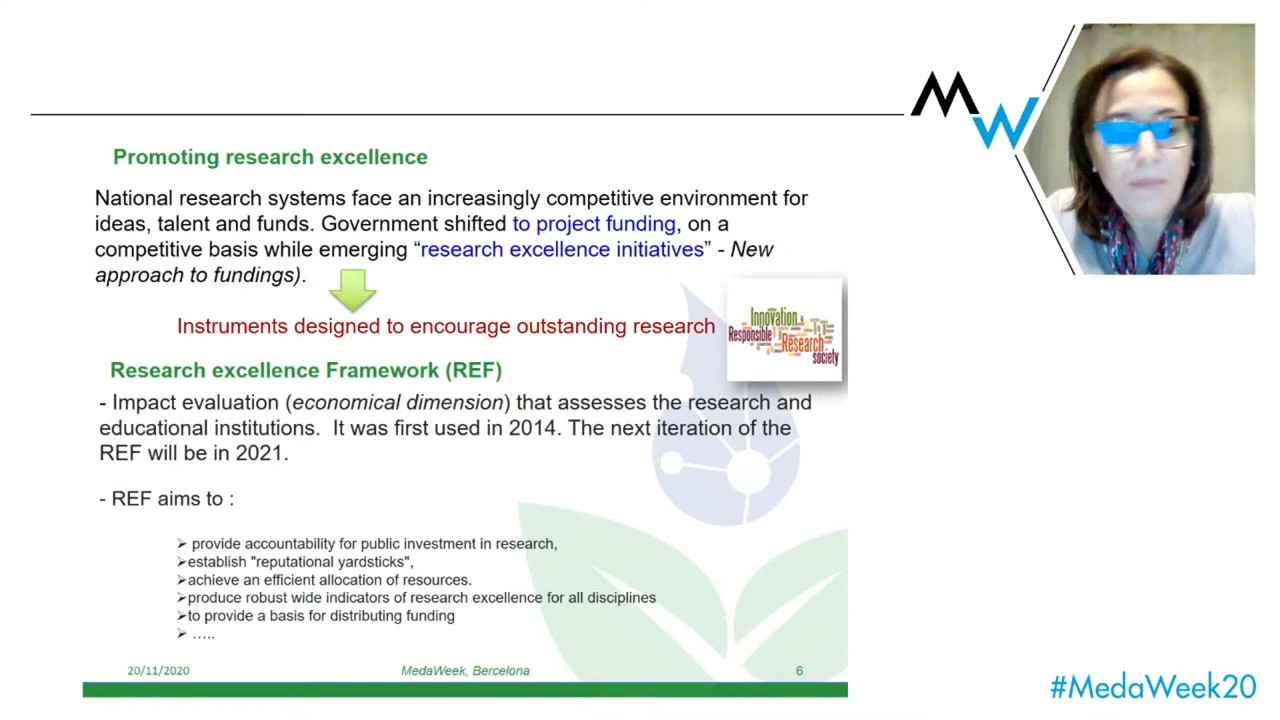 MW
Promoting research excellence
National research systems face an increasingly competitive environment for
ideas, talent and funds. Government shifted to project funding, on a
competitive basis while emerging “research excellence initiatives” - New
approach to fundings).
Instruments designed to encourage outstanding research
Innovation
Responsible
Research
society
Research excellence Framework (REF)
- Impact evaluation (economical dimension) that assesses the research and
educational institutions. It was first used in 2014. The next iteration of the
REF will be in 2021.
- REF aims to :
➢ provide accountability for public investment in research,
➢establish "reputational yardsticks",
➢achieve an efficient allocation of resources.
➢produce robust wide indicators of research excellence for all disciplines
➢to provide a basis for distributing funding
➢ …..
20/11/2020 MedaWeek, Bercelona 6
#MedaWeek20